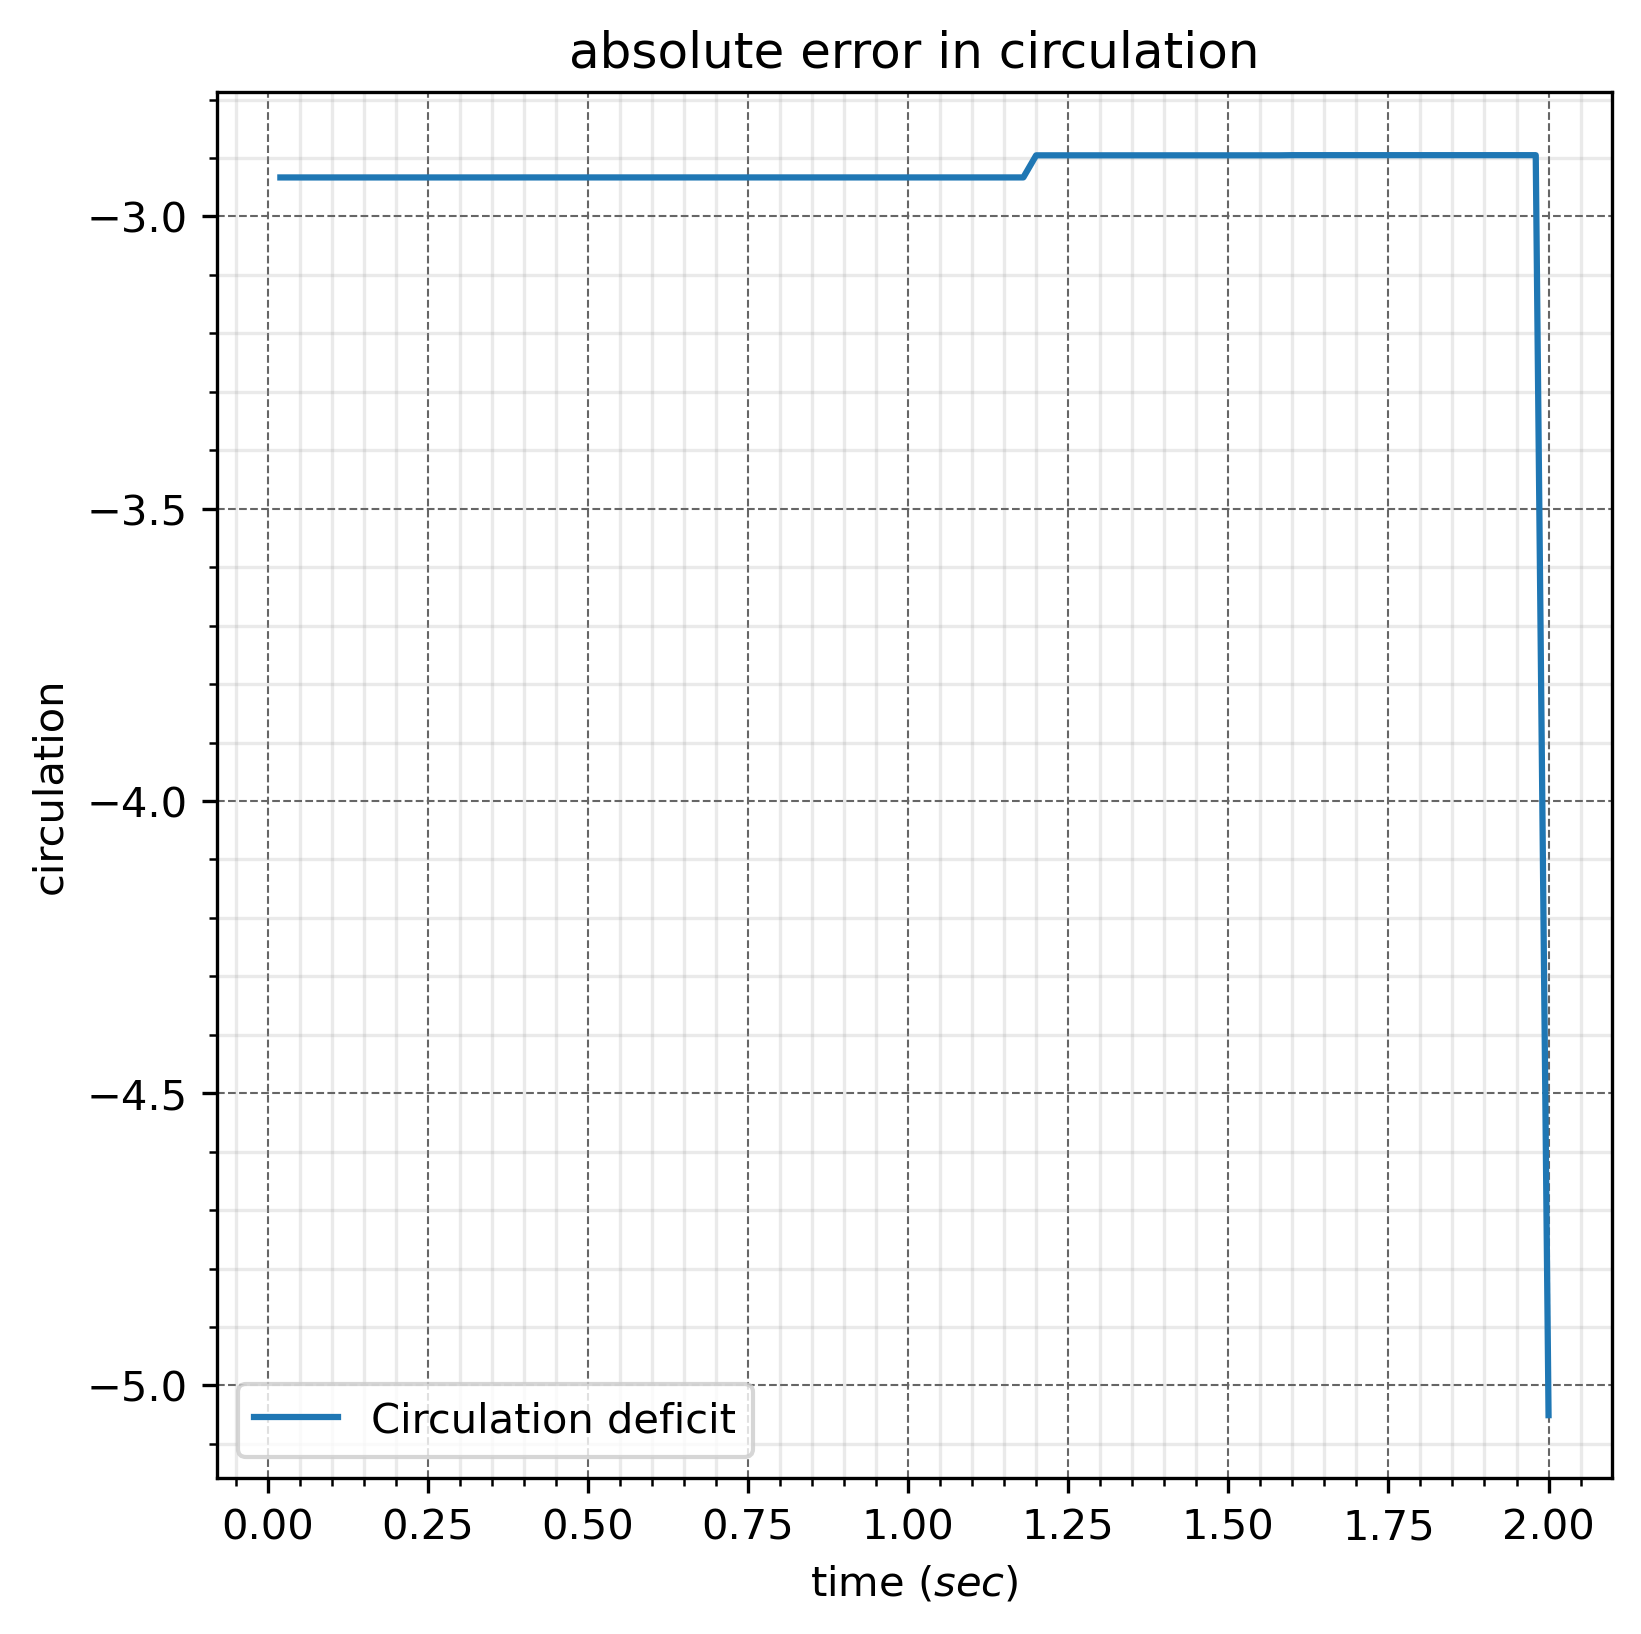 absolute error in circulation
circulation
−3.0
−3.5
−4.0
−4.5
−5.0
Circulation deficit
0.00 0.25 0.50 0.75 1.00 1.25 1.50 1.75 2.00
time (sec)